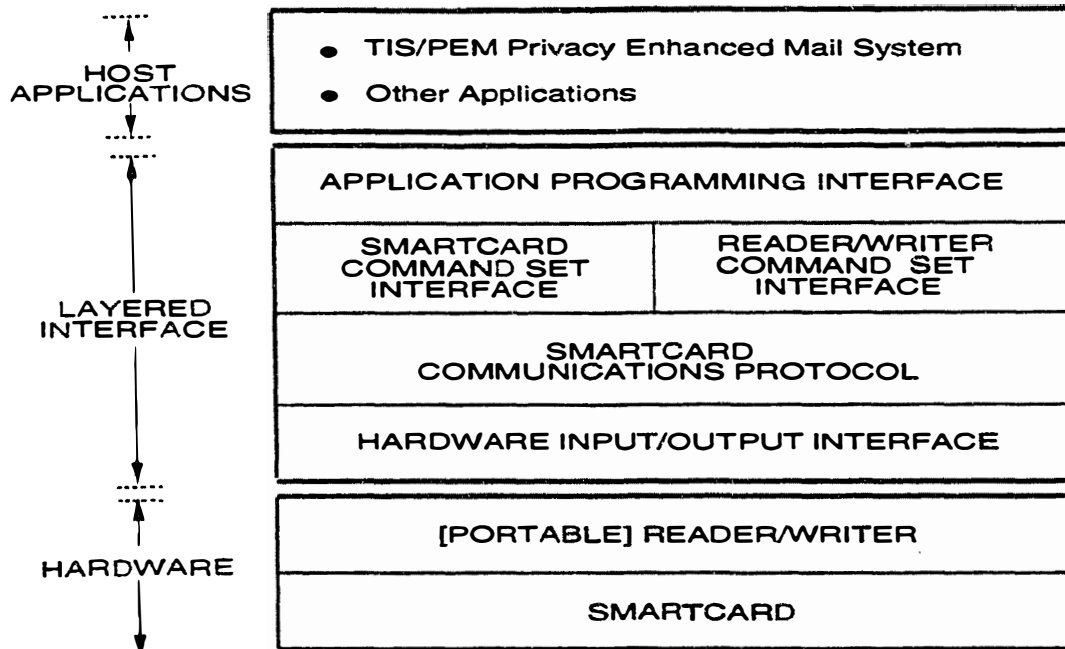 HOST
APPLICATIONS
● TIS/PEM Privacy Enhanced Mail System
● Other Applications
LAYERED
INTERFACE
APPLICATION PROGRAMMING INTERFACE
SMARTCARD
COMMAND SET
INTERFACE
READER/WRITER
COMMAND SET
INTERFACE
SMARTCARD
COMMUNICATIONS PROTOCOL
HARDWARE INPUT/OUTPUT INTERFACE
HARDWARE
[PORTABLE] READER/WRITER
SMARTCARD